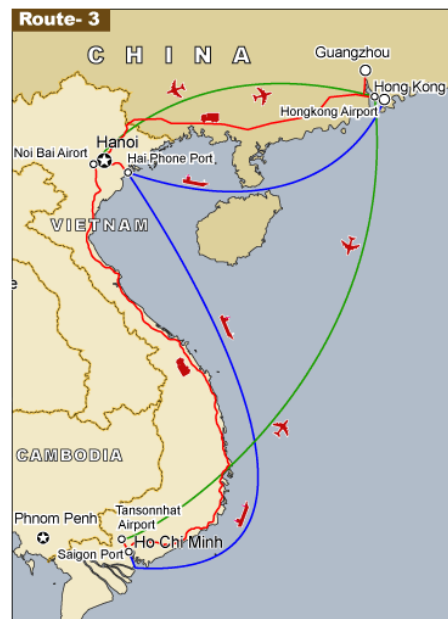 Route- 3
CHINA
Guangzhou
Hong Kong
Hongkong Airport
Hanoi
Noi Bai Airort
Hai Phone Port
VIETNAM
CAMBODIA
Tansonnhat
Airport
Phnom Penh
Ho Chi Minh
Saigon Port